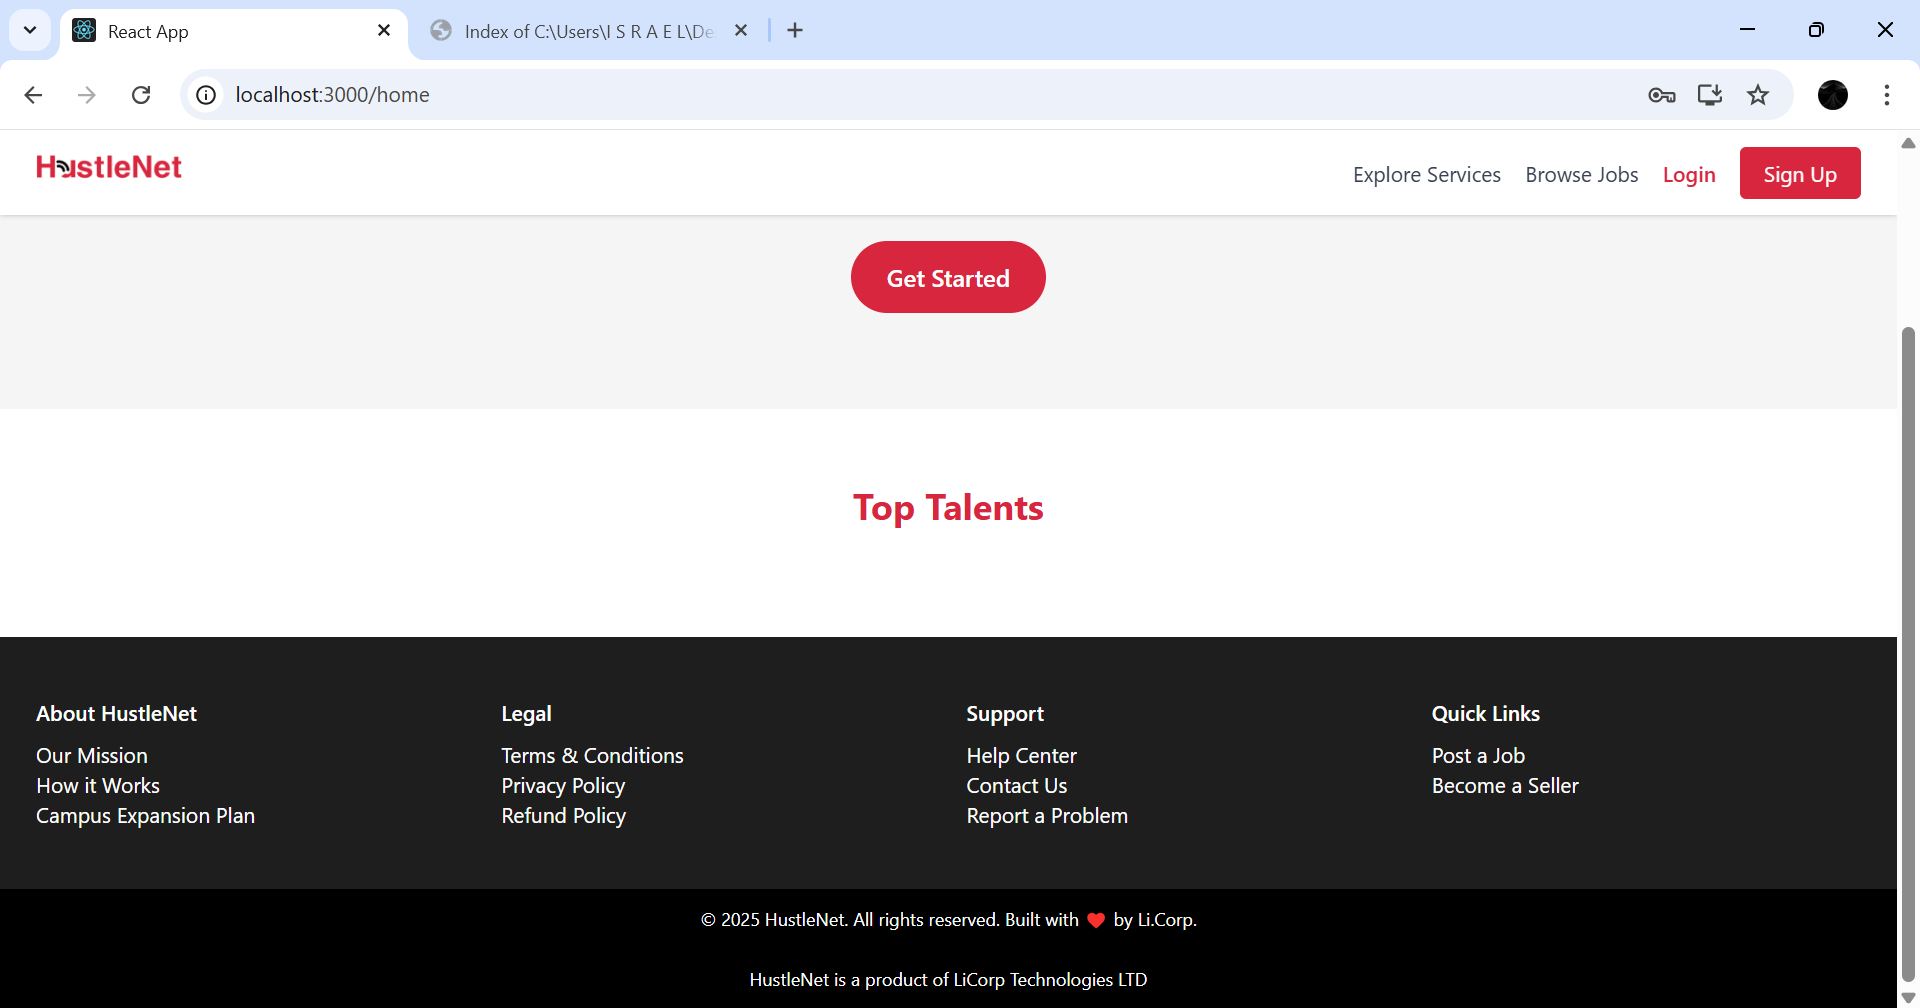 React App
Index of C:\Users\I S R A E L\De
localhost:3000/home
HustleNet
Explore Services Browse Jobs Login Sign Up
Get Started
Top Talents
About HustleNet Legal Support Quick Links
Our Mission Terms & Conditions Help Center Post a Job
How it Works Privacy Policy Contact Us Become a Seller
Campus Expansion Plan Refund Policy Report a Problem
© 2025 HustleNet. All rights reserved. Built with ❤️ by Li.Corp.
HustleNet is a product of LiCorp Technologies LTD